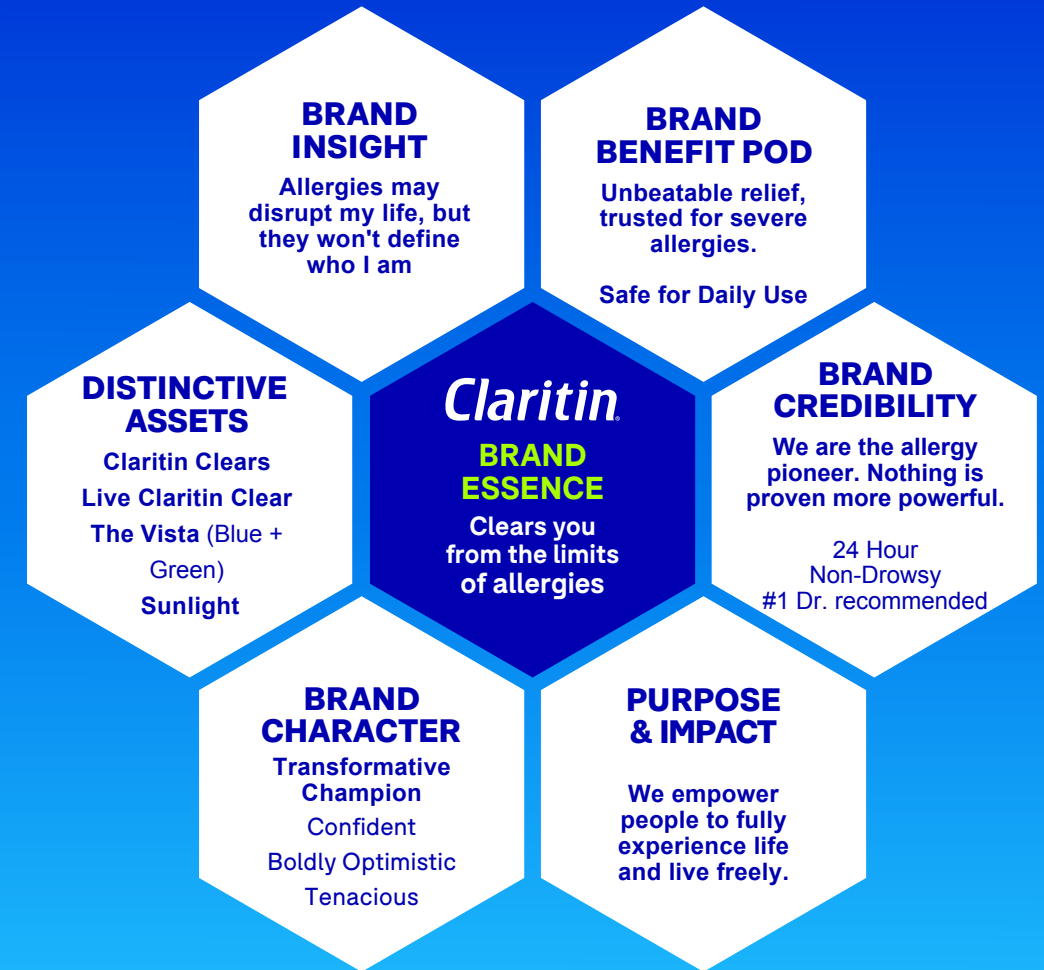 BRAND
INSIGHT
Allergies may
disrupt my life, but
they won't define
who I am
BRAND
BENEFIT POD
Unbeatable relief,
trusted for severe
allergies.
Safe for Daily Use
DISTINCTIVE
ASSETS
Claritin Clears
Live Claritin Clear
The Vista (Blue +
Green)
Sunlight
Claritin®
BRAND
ESSENCE
Clears you
from the limits
of allergies
BRAND
CREDIBILITY
We are the allergy
pioneer. Nothing is
proven more powerful.
24 Hour
Non-Drowsy
#1 Dr. recommended
BRAND
CHARACTER
Transformative
Champion
Confident
Boldly Optimistic
Tenacious
PURPOSE
& IMPACT
We empower
people to fully
experience life
and live freely.